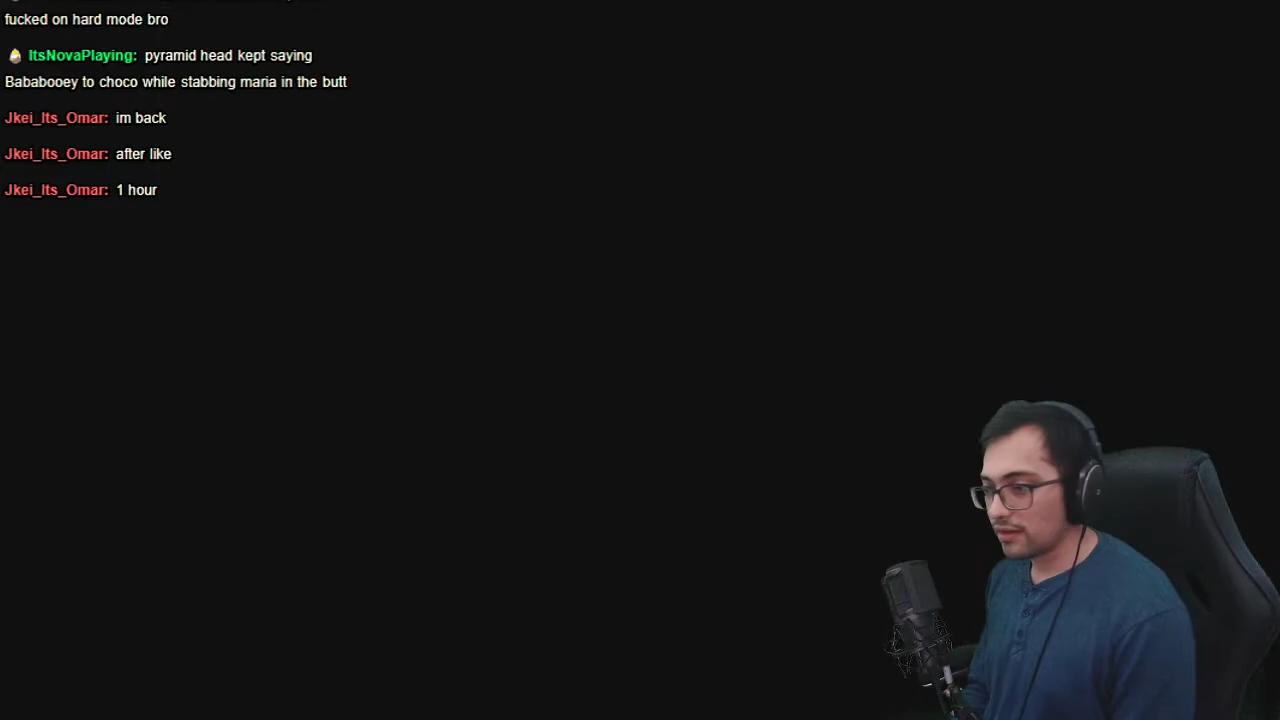 fucked on hard mode bro
ItsNovaPlaying: pyramid head kept saying
Bababooey to choco while stabbing maria in the butt
Jkei_Its_Omar: im back
Jkei_Its_Omar: after like
Jkei_Its_Omar: 1 hour